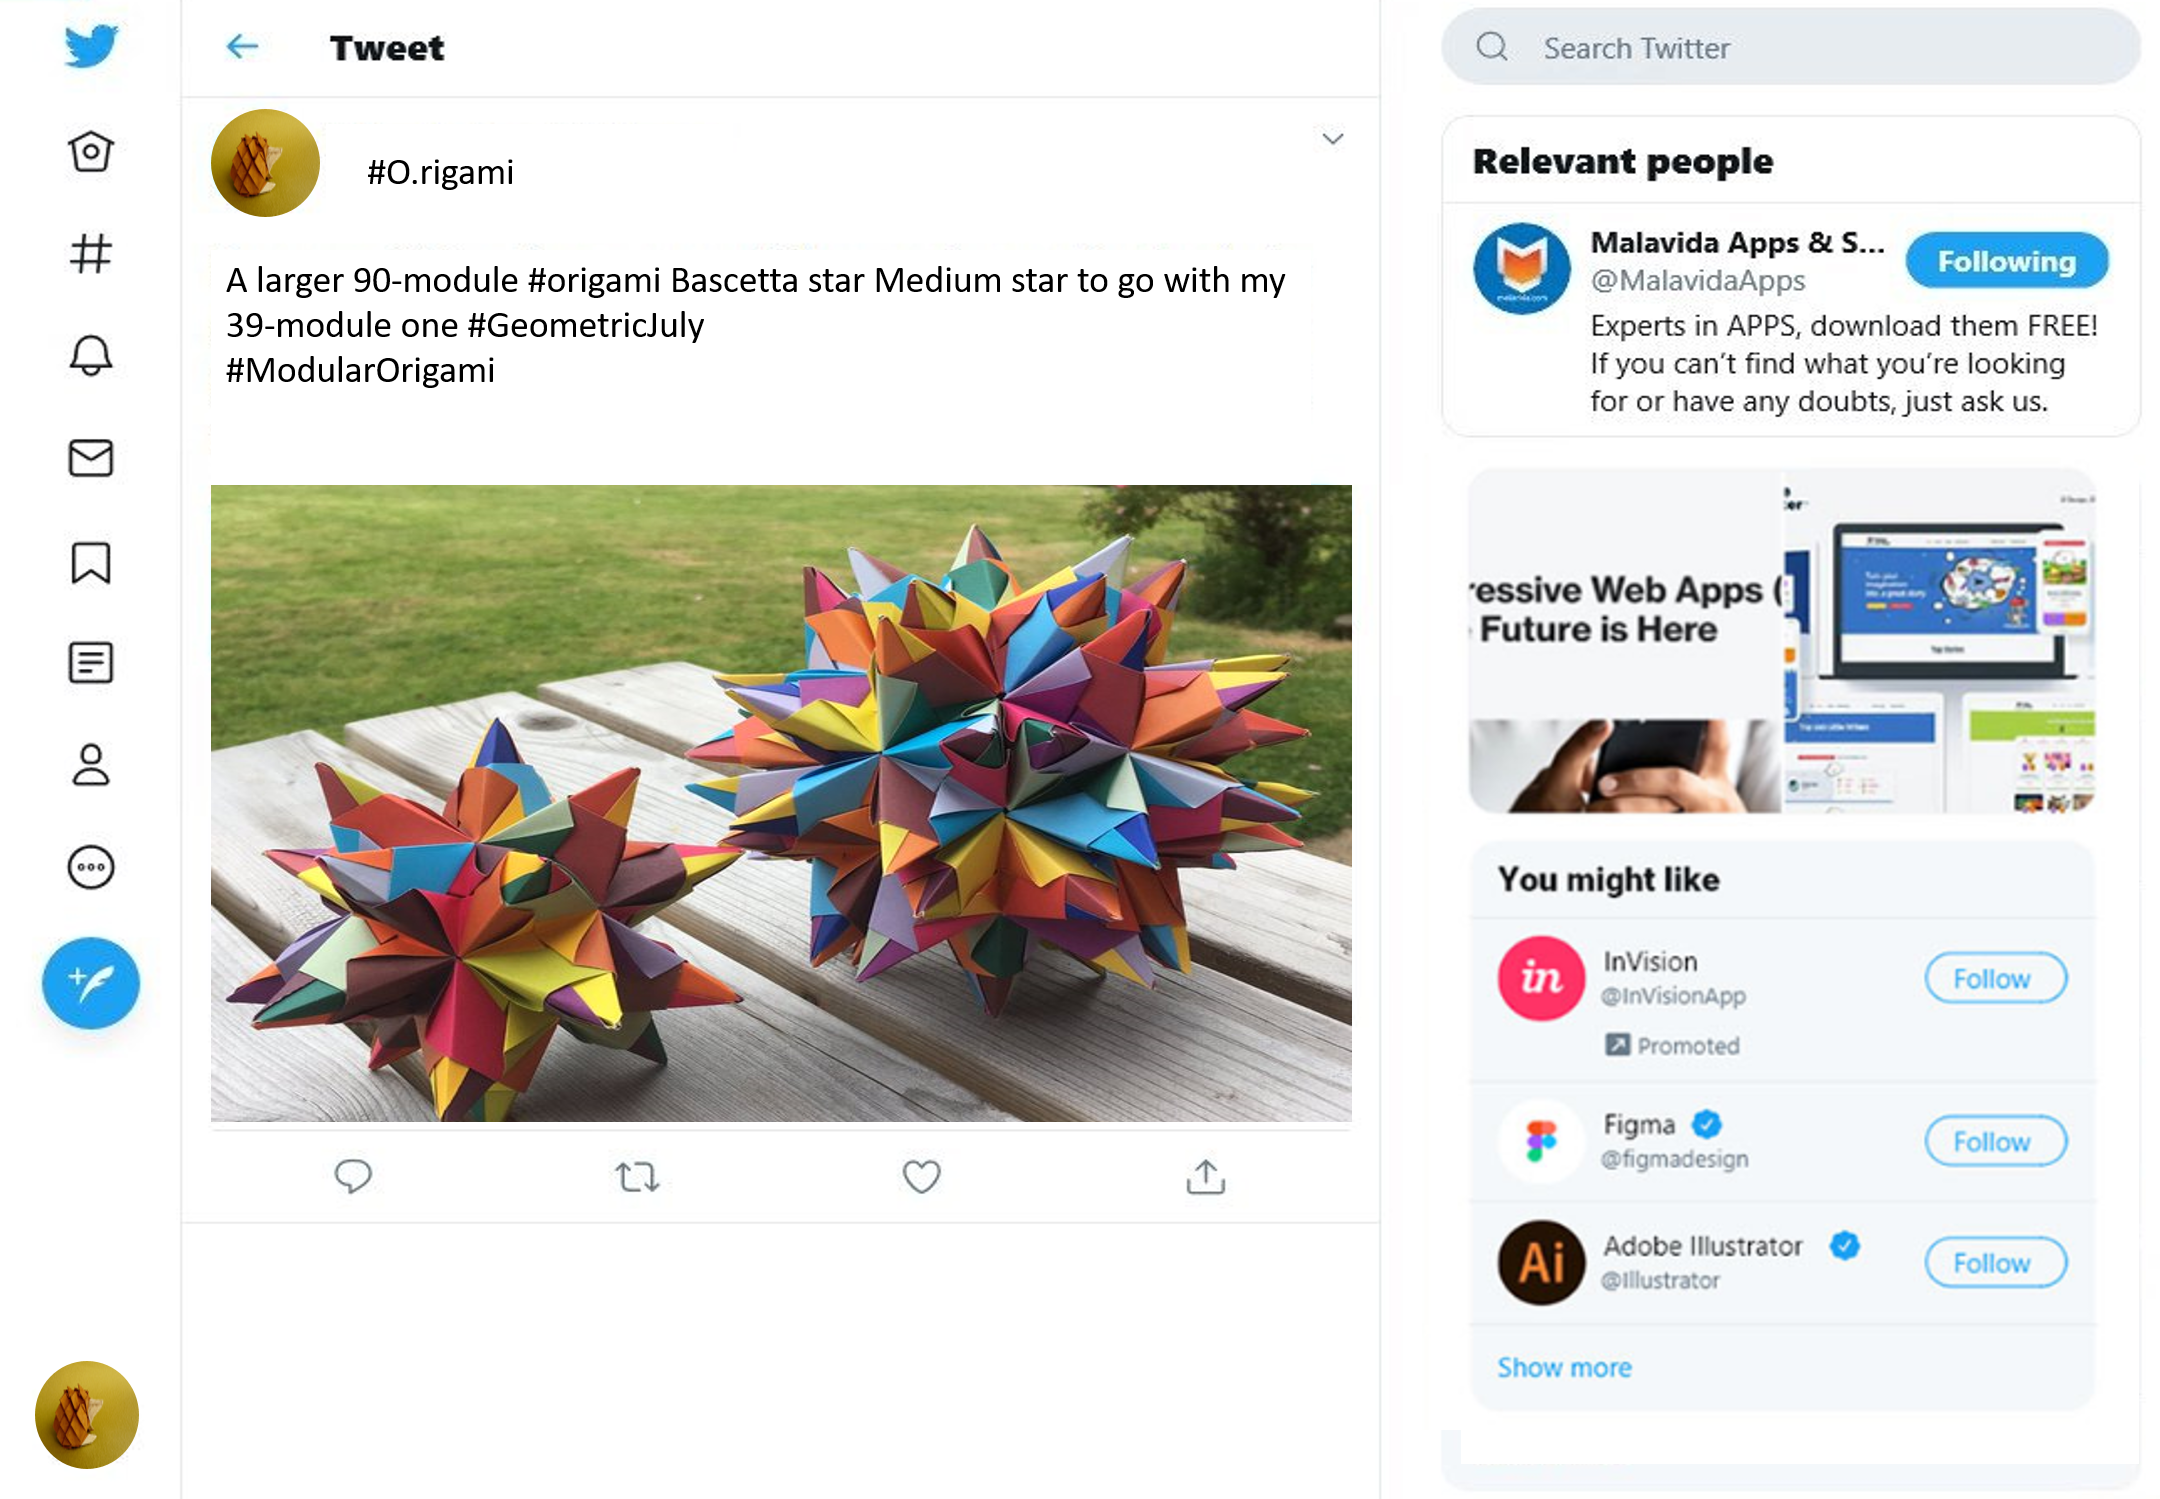 Tweet
#O.rigami
A larger 90-module #origami Bascetta star Medium star to go with my
39-module one #GeometricJuly
#ModularOrigami
Search Twitter
Relevant people
Malavida Apps & S...
@MalavidaApps
Following
Experts in APPS, download them FREE!
If you can't find what you're looking
for or have any doubts, just ask us.
ressive Web Apps (
Future is Here
You might like
in
InVision
@InVisionApp
Follow
Promoted
Figma
@figmadesign
Follow
Ai
Adobe Illustrator
@Illustrator
Follow
Show more